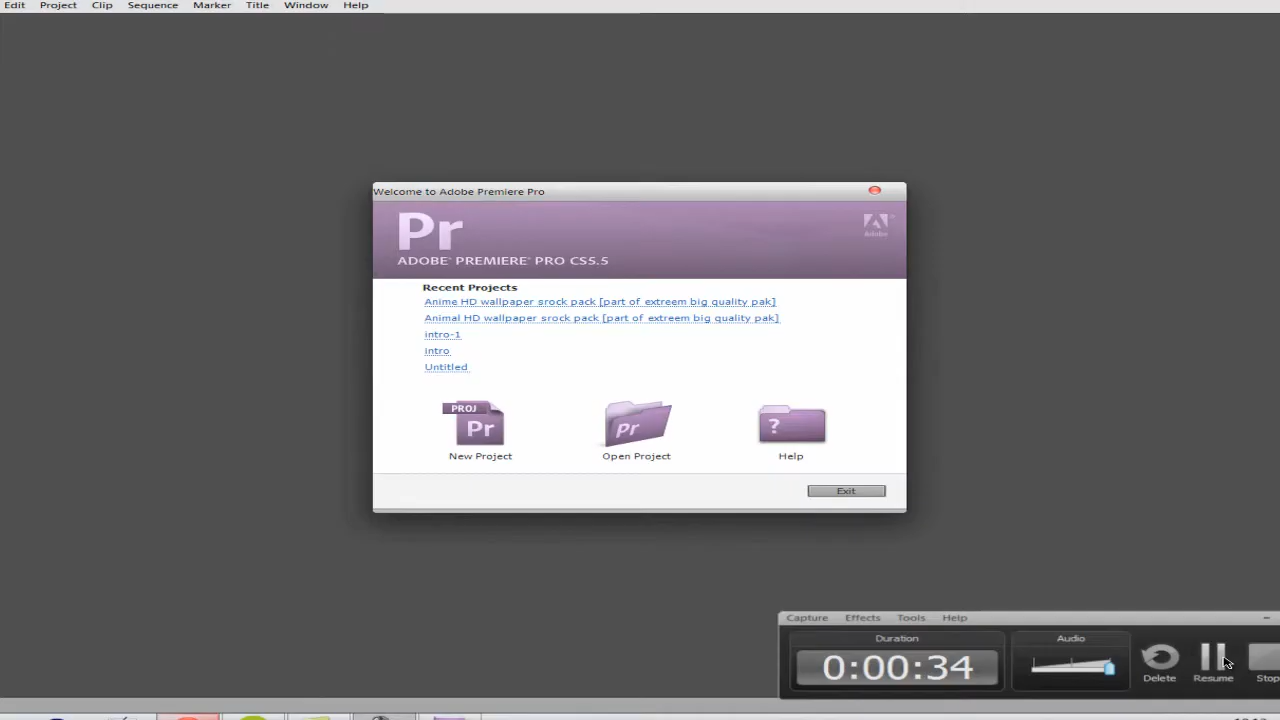 Edit Project Clip Sequence Marker Title Window Help
Welcome to Adobe Premiere Pro
Pr
Adobe
ADOBE® PREMIERE® PRO CS5.5
Recent Projects
Anime HD wallpaper srock pack [part of extreem big quality pak]
Animal HD wallpaper srock pack [part of extreem big quality pak]
intro-1
Intro
Untitled
PROJ
Pr
Pr
?
New Project Open Project Help
Exit
Capture Effects Tools Help
Duration Audio
0:00:34
Delete Resume Stop